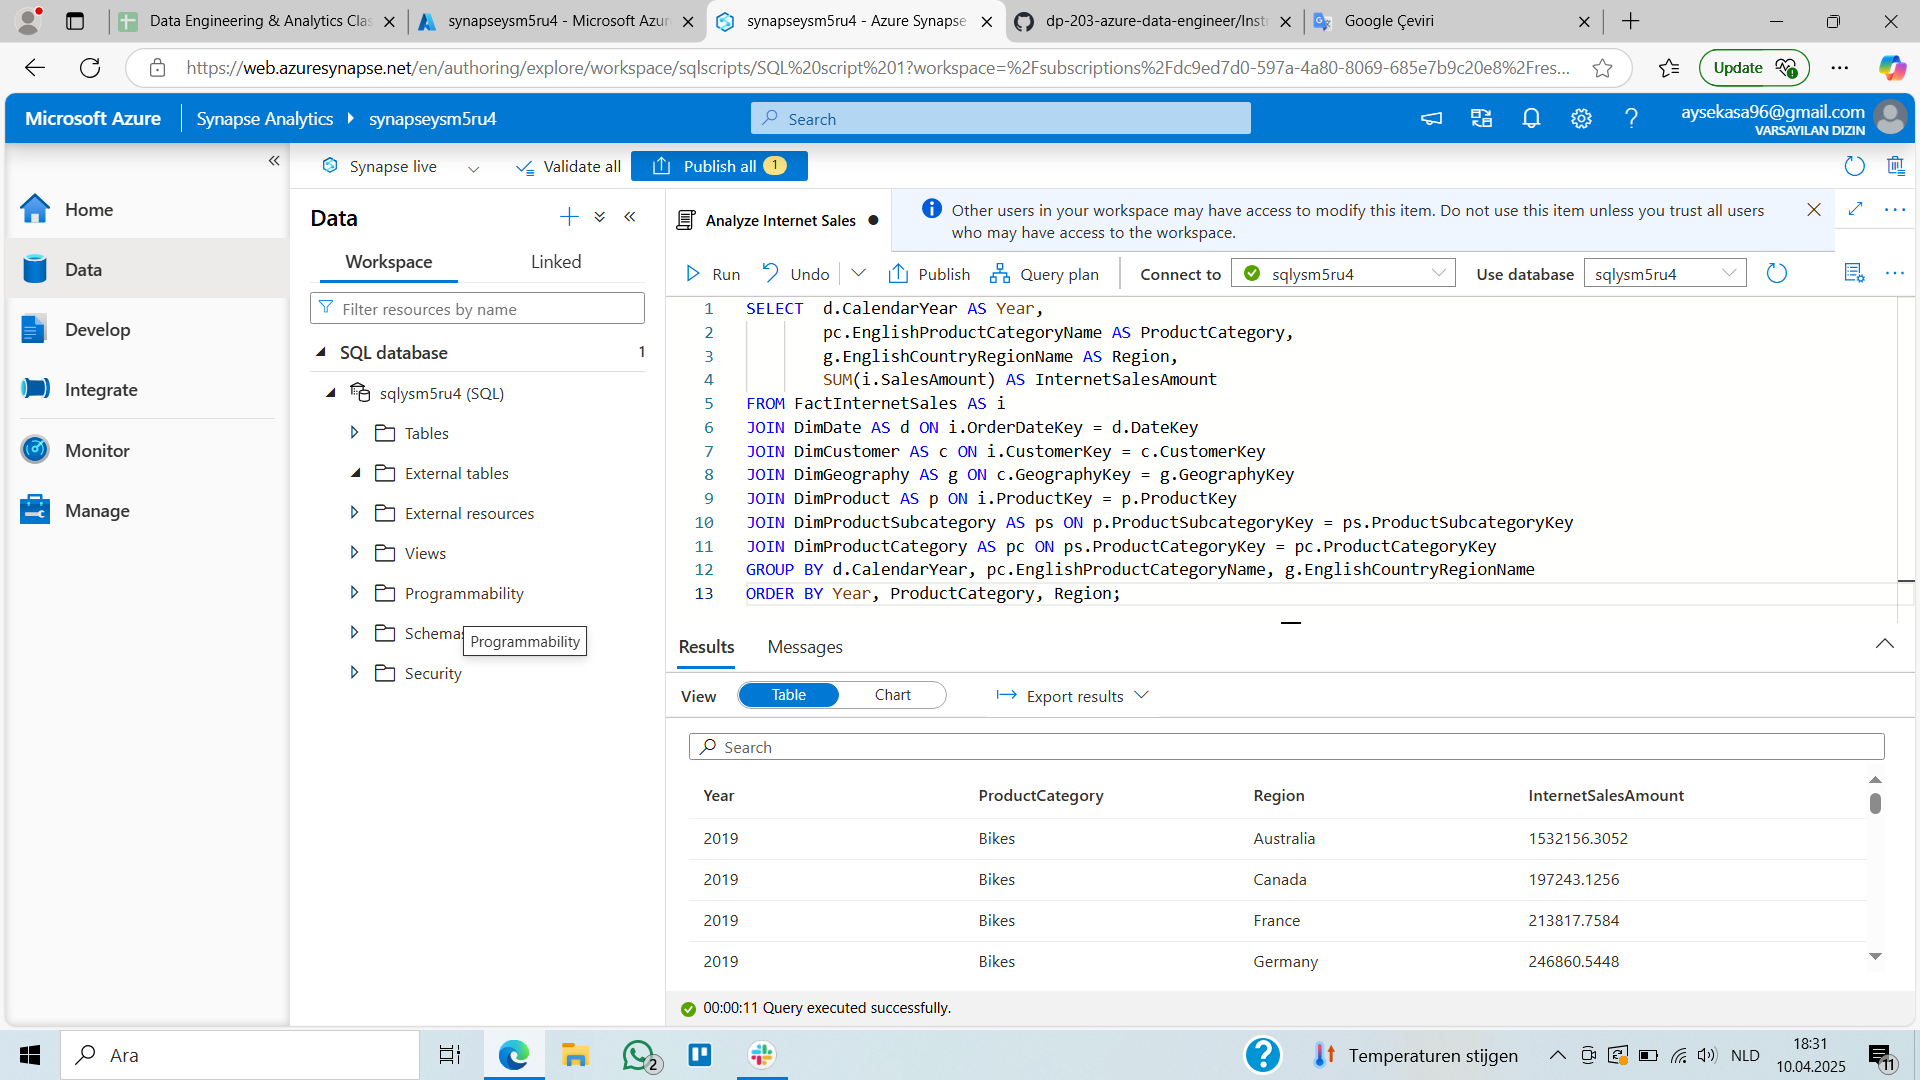 Data Engineering & Analytics Clas
synapseysm5ru4 - Microsoft Azur
synapseysm5ru4 - Azure Synapse
dp-203-azure-data-engineer/Inst
Google Çeviri
https://web.azuresynapse.net/en/authoring/explore/workspace/sqlscripts/SQL%20script%201?workspace=%2Fsubscriptions%2Fdc9ed7d0-597a-4a80-8069-685e7b9c20e8%2Fres...
Update
Microsoft Azure
Synapse Analytics
synapseysm5ru4
Search
aysekasa96@gmail.com
VARSAYILAN DIZIN
Synapse live
Validate all
Publish all 1
Home
Data
Develop
Integrate
Monitor
Manage
Data
Workspace
Linked
Filter resources by name
SQL database 1
sqlysm5ru4 (SQL)
Tables
External tables
External resources
Views
Programmability
Schemas
Programmability
Security
Analyze Internet Sales
Other users in your workspace may have access to modify this item. Do not use this item unless you trust all users
who may have access to the workspace.
Run
Undo
Publish
Query plan
Connect to
sqlysm5ru4
Use database
sqlysm5ru4
1 SELECT d.CalendarYear AS Year,
2 pc.EnglishProductCategoryName AS ProductCategory,
3 g.EnglishCountryRegionName AS Region,
4 SUM(i.SalesAmount) AS InternetSalesAmount
5 FROM FactInternetSales AS i
6 JOIN DimDate AS d ON i.OrderDateKey = d.DateKey
7 JOIN DimCustomer AS c ON i.CustomerKey = c.CustomerKey
8 JOIN DimGeography AS g ON c.GeographyKey = g.GeographyKey
9 JOIN DimProduct AS p ON i.ProductKey = p.ProductKey
10 JOIN DimProductSubcategory AS ps ON p.ProductSubcategoryKey = ps.ProductSubcategoryKey
11 JOIN DimProductCategory AS pc ON ps.ProductCategoryKey = pc.ProductCategoryKey
12 GROUP BY d.CalendarYear, pc.EnglishProductCategoryName, g.EnglishCountryRegionName
13 ORDER BY Year, ProductCategory, Region;
Results
Messages
View
Table
Chart
Export results
Search
Year ProductCategory Region InternetSalesAmount
2019 Bikes Australia 1532156.3052
2019 Bikes Canada 197243.1256
2019 Bikes France 213817.7584
2019 Bikes Germany 246860.5448
00:00:11 Query executed successfully.
Ara
2
Temperaturen stijgen
NLD
18:31
10.04.2025
11